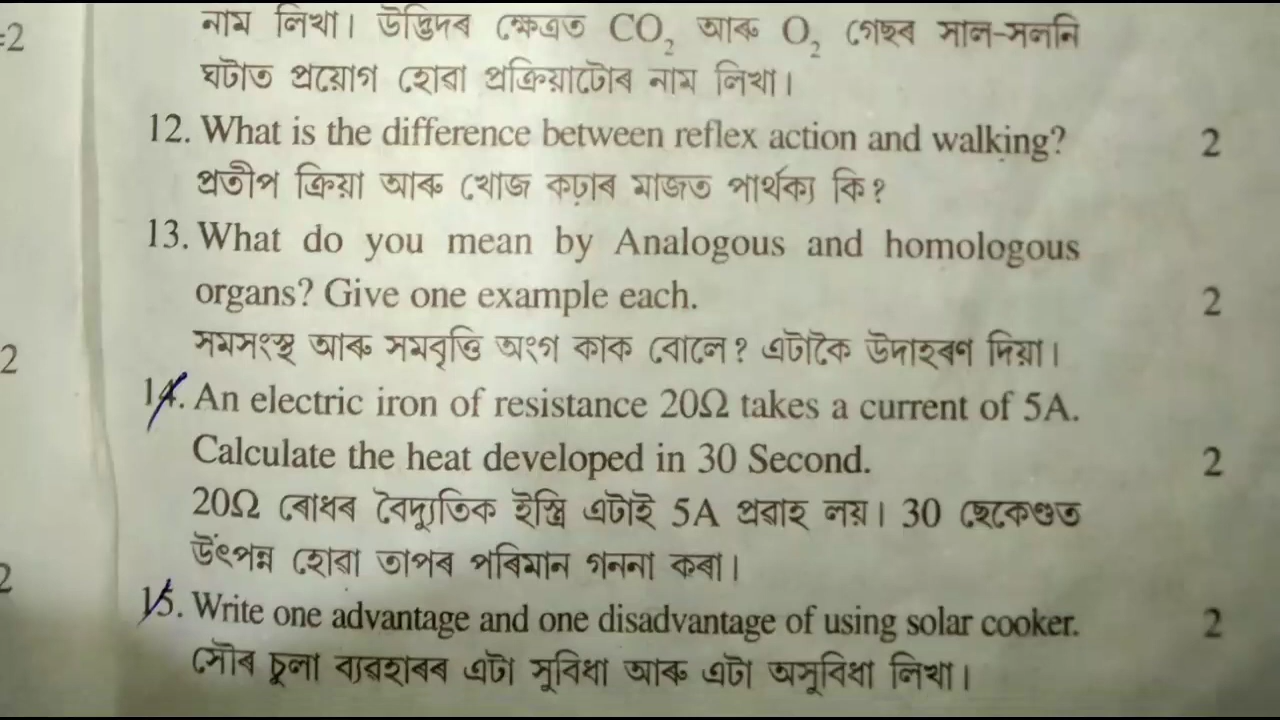 নাম লিখা। উদ্ভিদৰ ক্ষেত্ৰত CO₂ আৰু O₂ গেছৰ সাল-সলনি
ঘটাত প্ৰয়োগ হোৱা প্ৰক্ৰিয়াটোৰ নাম লিখা।
12. What is the difference between reflex action and walking? 2
প্ৰতীপ ক্ৰিয়া আৰু খোজ কঢ়াৰ মাজত পাৰ্থক্য কি?
13. What do you mean by Analogous and homologous
organs? Give one example each. 2
সমসংস্থ আৰু সমবৃত্তি অংগ কাক বোলে? এটাকৈ উদাহৰণ দিয়া।
14. An electric iron of resistance 20Ω takes a current of 5A.
Calculate the heat developed in 30 Second. 2
20Ω ৰোধৰ বৈদ্যুতিক ইস্ত্ৰি এটাই 5A প্ৰৱাহ লয়। 30 ছেকেণ্ডত
উৎপন্ন হোৱা তাপৰ পৰিমান গননা কৰা।
15. Write one advantage and one disadvantage of using solar cooker. 2
সৌৰ চুলা ব্যৱহাৰৰ এটা সুবিধা আৰু এটা অসুবিধা লিখা।
=2
2
2